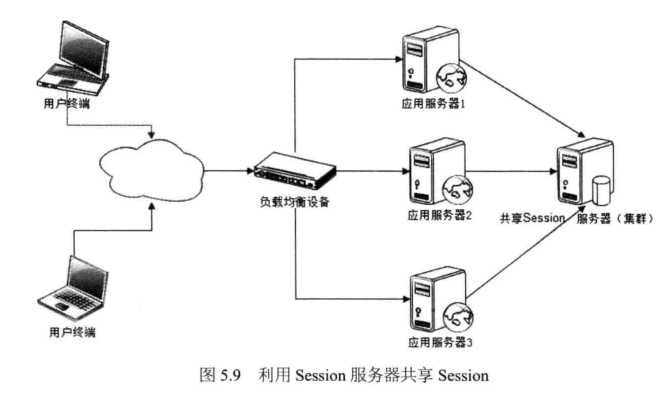 用户终端
应用服务器1
负载均衡设备
应用服务器2
共享Session 服务器（集群）
用户终端
应用服务器3
图 5.9 利用 Session 服务器共享 Session